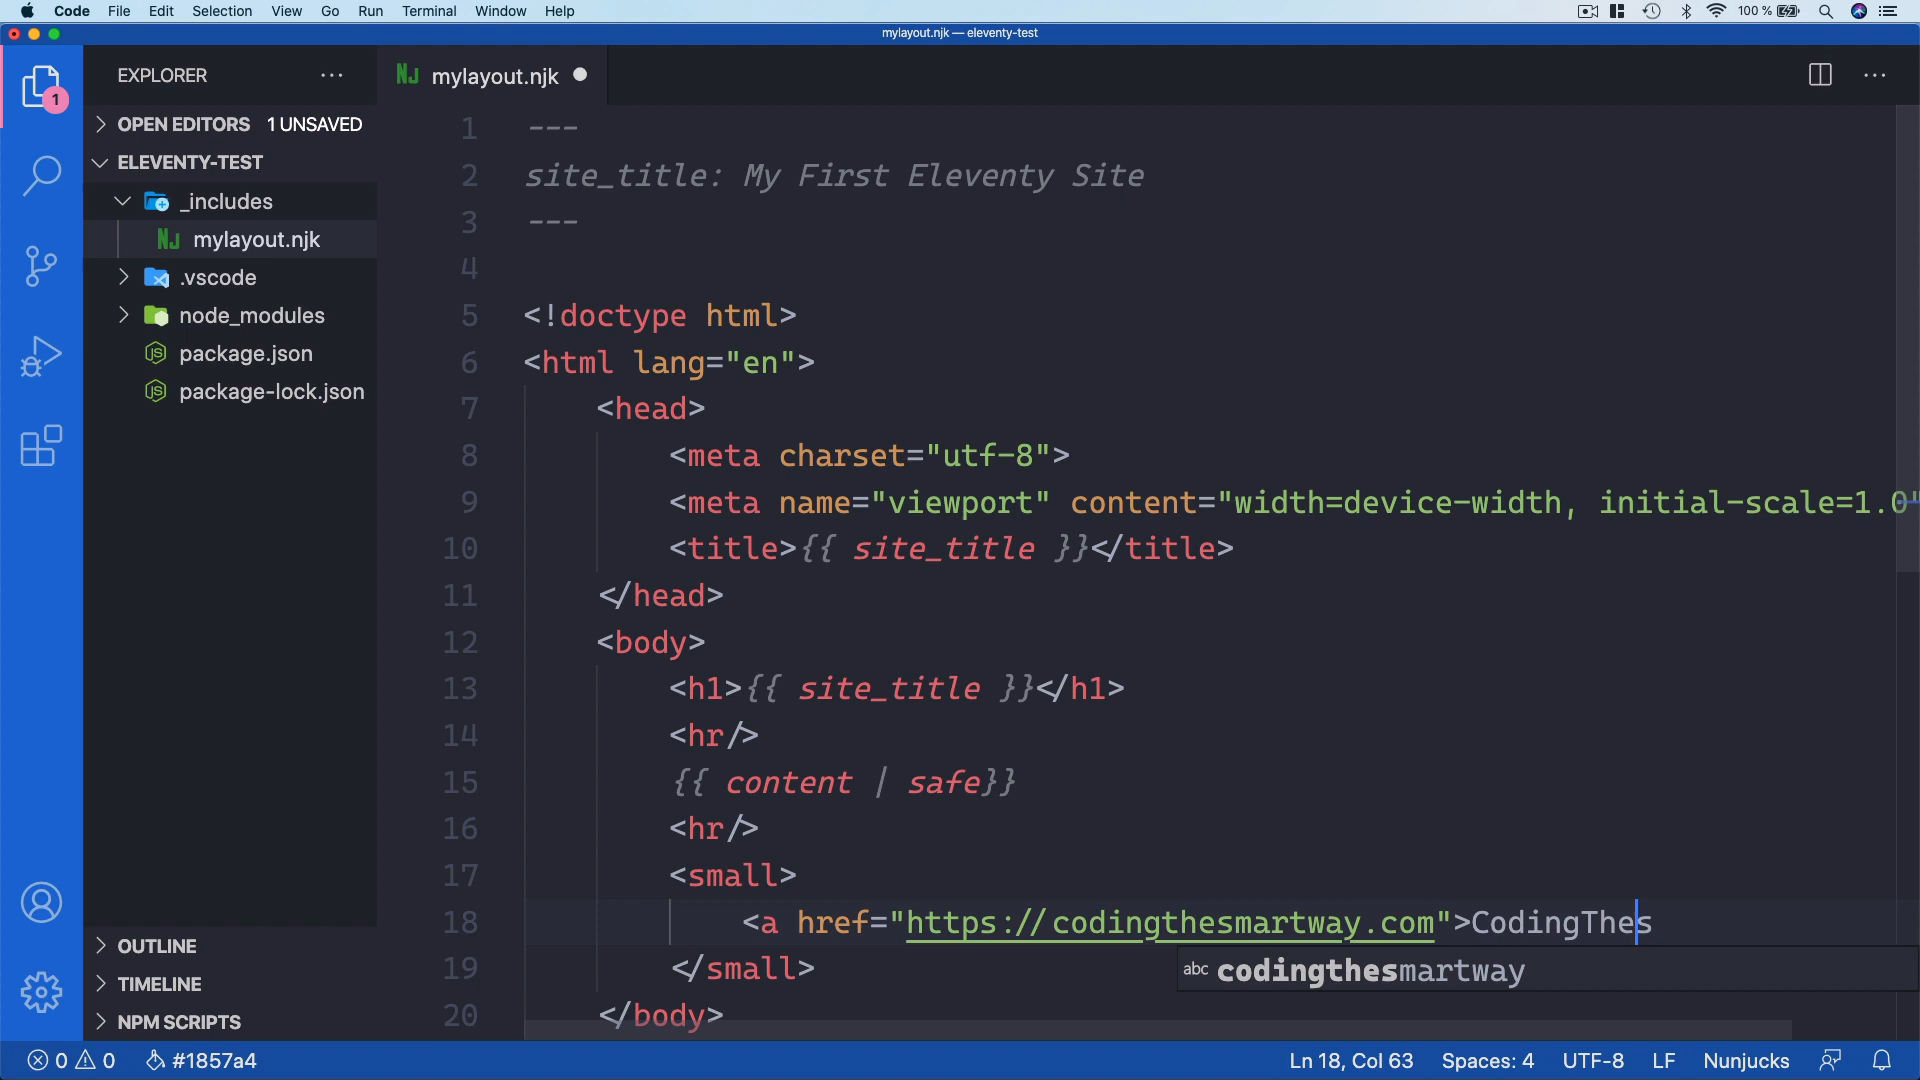 Code File Edit Selection View Go Run Terminal Window Help 100 %
mylayout.njk — eleventy-test
EXPLORER
1
OPEN EDITORS 1 UNSAVED
ELEVENTY-TEST
_includes
NJ mylayout.njk
.vscode
node_modules
JS package.json
JS package-lock.json
OUTLINE
TIMELINE
NPM SCRIPTS
NJ mylayout.njk
1 ---
2 site_title: My First Eleventy Site
3 ---
4
5 <!doctype html>
6 <html lang="en">
7 <head>
8 <meta charset="utf-8">
9 <meta name="viewport" content="width=device-width, initial-scale=1.0"
10 <title>{{ site_title }}</title>
11 </head>
12 <body>
13 <h1>{{ site_title }}</h1>
14 <hr/>
15 {{ content | safe}}
16 <hr/>
17 <small>
18 <a href="https://codingthesmartway.com">CodingThes
abc codingthesmartway
19 </small>
20 </body>
0 0 #1857a4 Ln 18, Col 63 Spaces: 4 UTF-8 LF Nunjucks